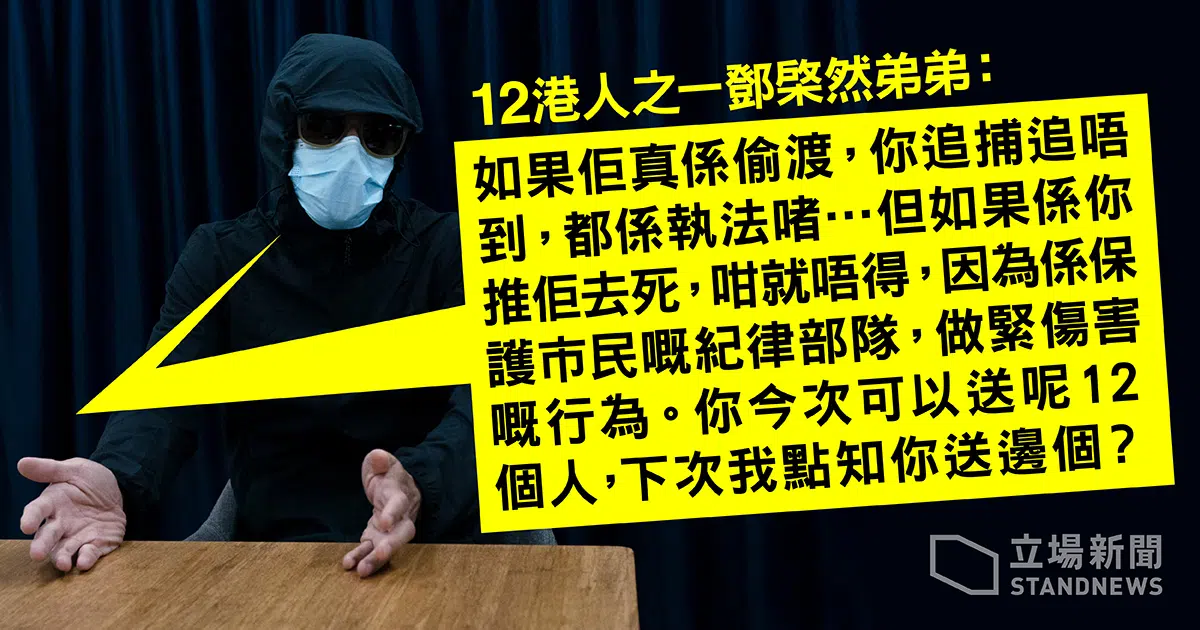 12港人之一鄧棨然弟弟：
如果佢真係偷渡，你追捕追唔
到，都係執法啫…但如果係你
推佢去死，咁就唔得，因為係保
護市民嘅紀律部隊，做緊傷害
嘅行為。你今次可以送呢12
個人，下次我點知你送邊個？
立場新聞
STANDNEWS